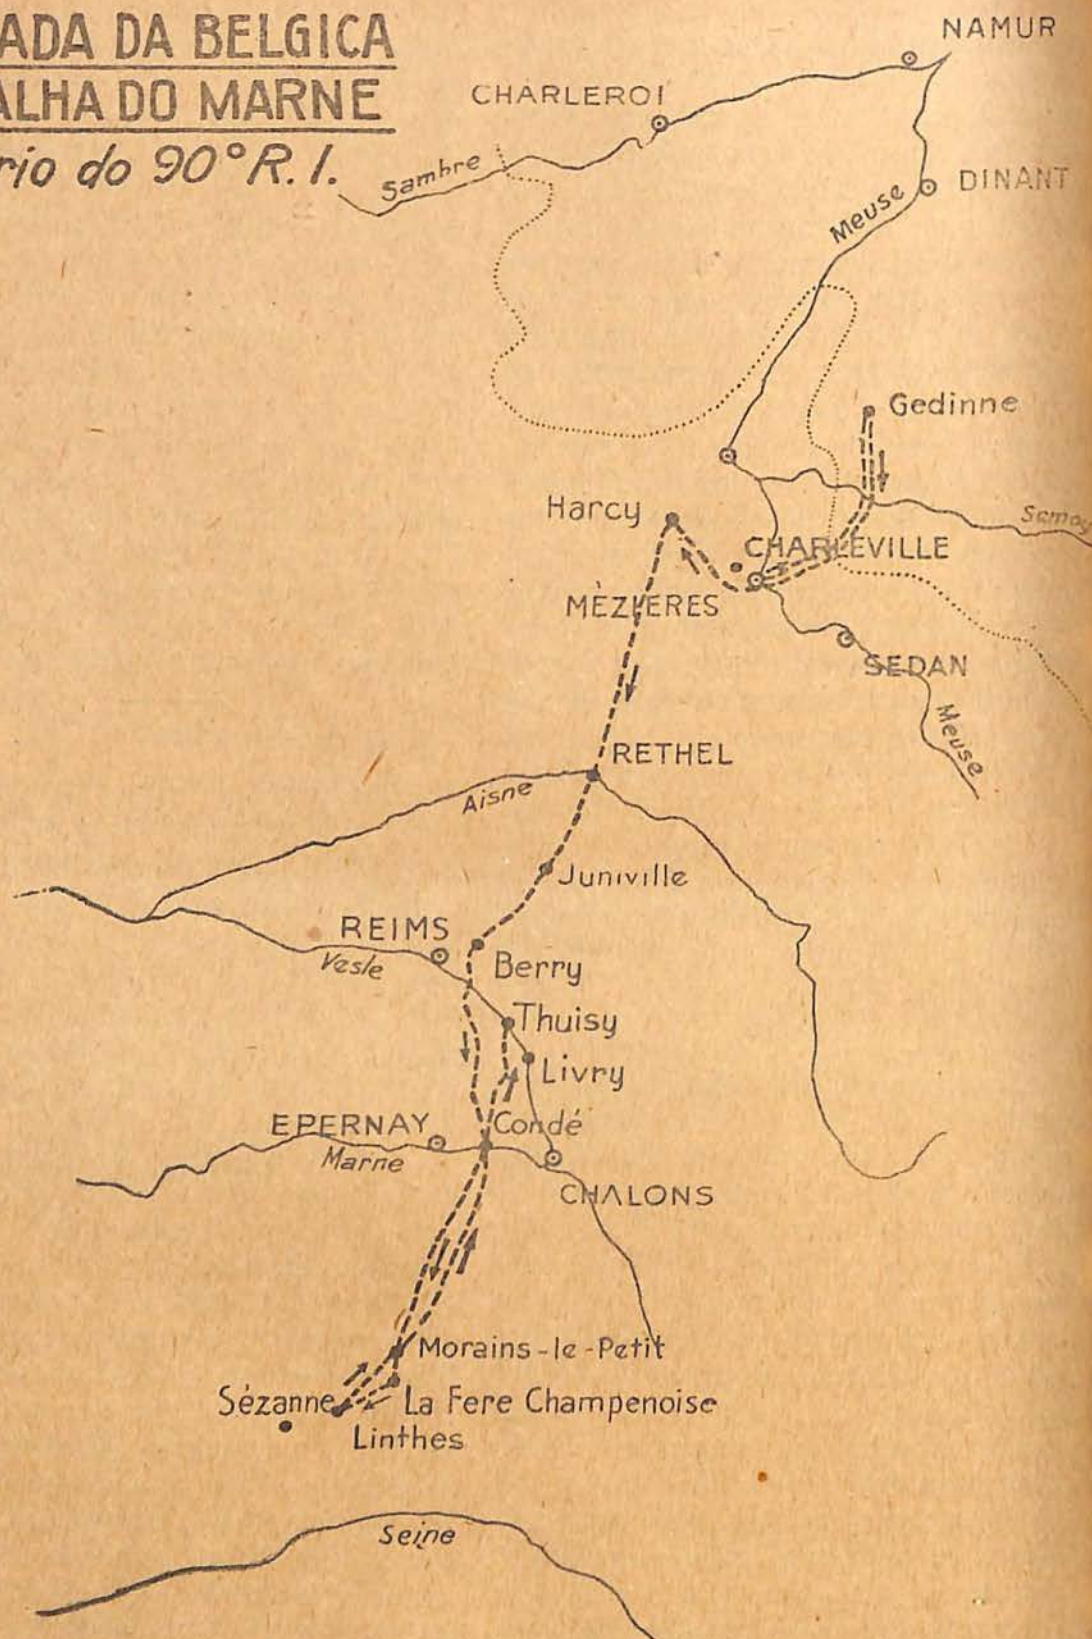 ADA DA BELGICA
ALHA DO MARNE
rio do 90° R. I.
NAMUR
CHARLEROI
Sambre
DINANT
Meuse
Gedinne
Harcy
Semoy
CHARLEVILLE
MÈZIERES
SEDAN
Meuse
RETHEL
Aisne
Juniville
REIMS
Vesle
Berry
Thuisy
Livry
EPERNAY
Condé
Marne
CHALONS
Morains-le-Petit
Sézanne
La Fere Champenoise
Linthes
Seine